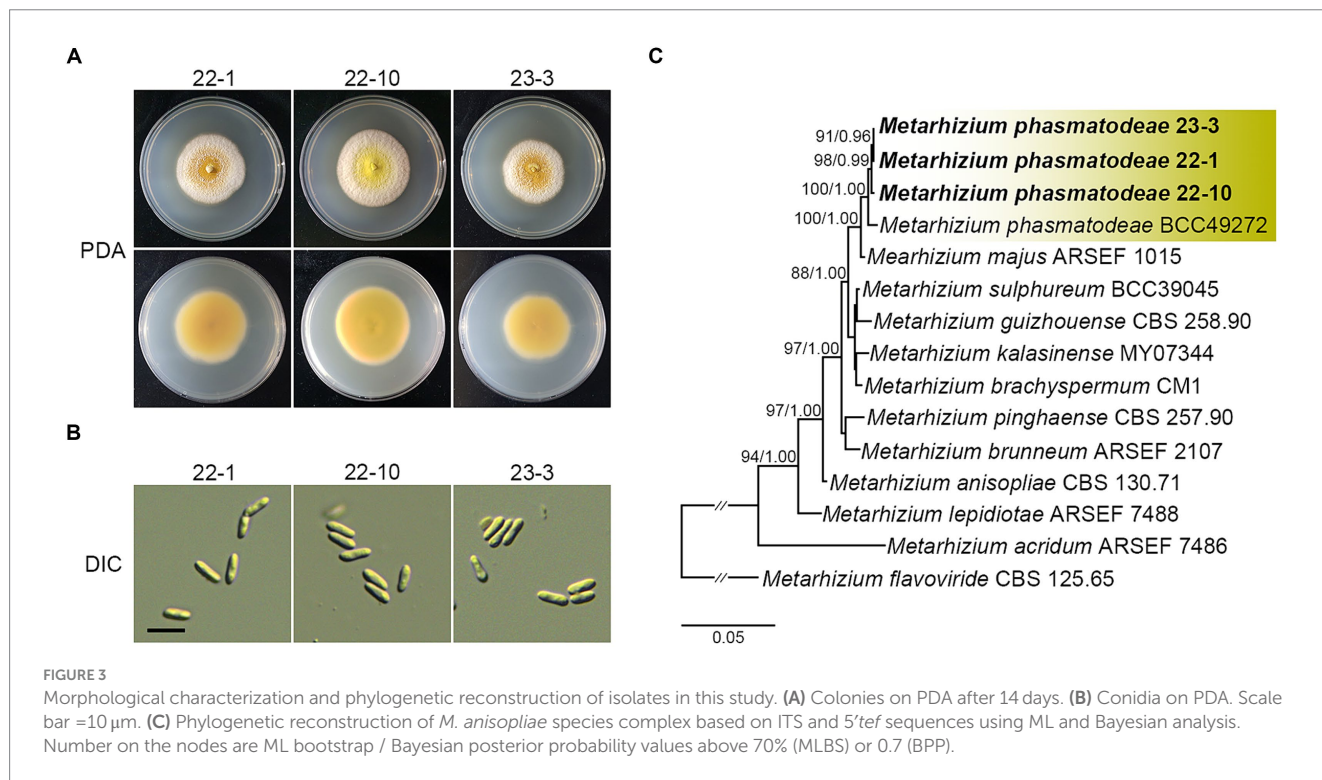 A
22-1 22-10 23-3
PDA
B
22-1 22-10 23-3
DIC
C
91/0.96
Metarhizium phasmatodeae 23-3
98/0.99
Metarhizium phasmatodeae 22-1
100/1.00
Metarhizium phasmatodeae 22-10
100/1.00
Metarhizium phasmatodeae BCC49272
Mearhizium majus ARSEF 1015
88/1.00
Metarhizium sulphureum BCC39045
Metarhizium guizhouense CBS 258.90
97/1.00
Metarhizium kalasinense MY07344
Metarhizium brachyspermum CM1
97/1.00
Metarhizium pinghaense CBS 257.90
Metarhizium brunneum ARSEF 2107
94/1.00
Metarhizium anisopliae CBS 130.71
Metarhizium lepidiotae ARSEF 7488
Metarhizium acridum ARSEF 7486
Metarhizium flavoviride CBS 125.65
0.05
FIGURE 3
Morphological characterization and phylogenetic reconstruction of isolates in this study. (A) Colonies on PDA after 14 days. (B) Conidia on PDA. Scale
bar =10 μm. (C) Phylogenetic reconstruction of M. anisopliae species complex based on ITS and 5′tef sequences using ML and Bayesian analysis.
Number on the nodes are ML bootstrap / Bayesian posterior probability values above 70% (MLBS) or 0.7 (BPP).